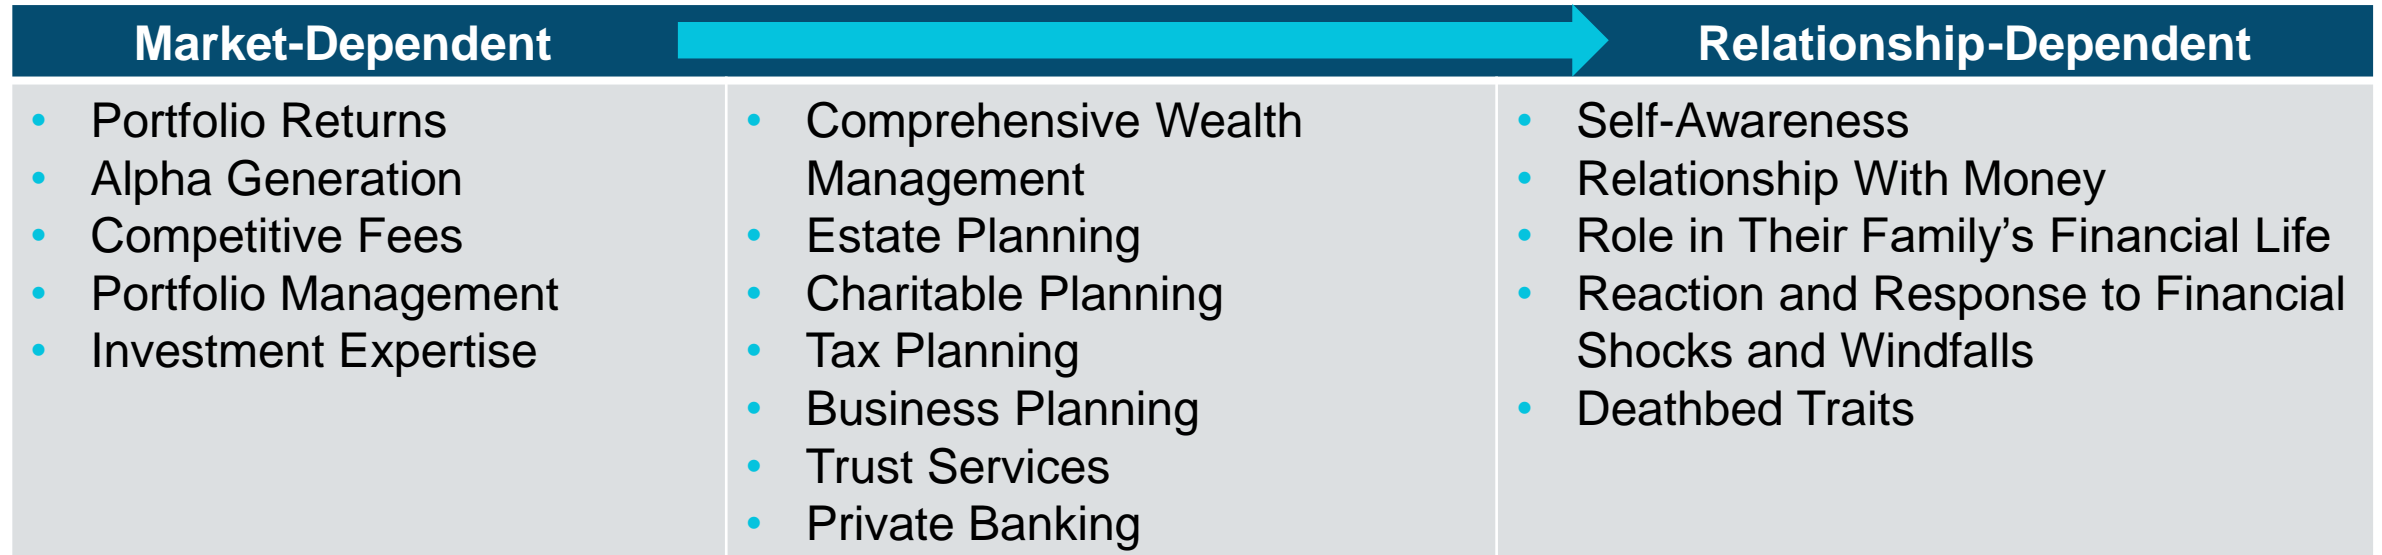 Market-Dependent
Relationship-Dependent
• Portfolio Returns
• Alpha Generation
• Competitive Fees
• Portfolio Management
• Investment Expertise
• Comprehensive Wealth
Management
• Estate Planning
• Charitable Planning
• Tax Planning
• Business Planning
• Trust Services
• Private Banking
• Self-Awareness
• Relationship With Money
• Role in Their Family’s Financial Life
• Reaction and Response to Financial
Shocks and Windfalls
• Deathbed Traits